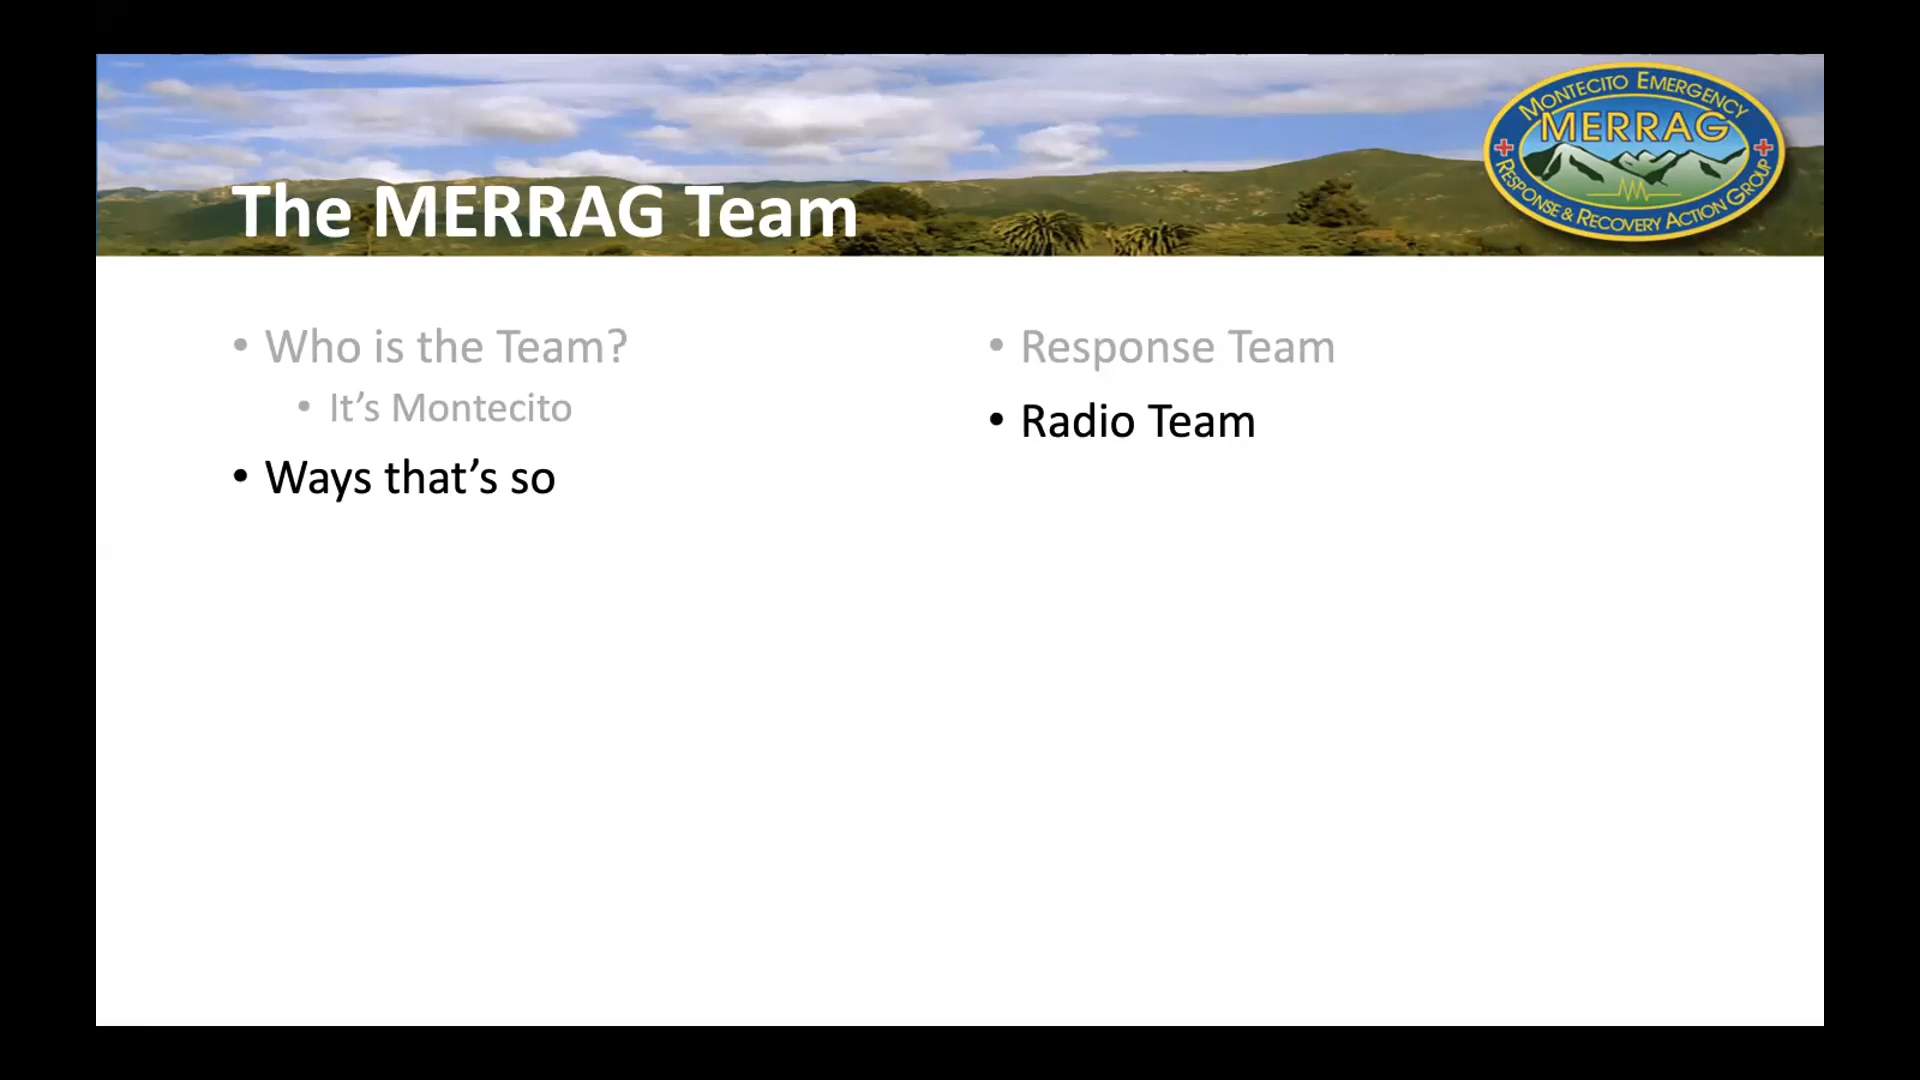 MONTECITO EMERGENCY
MERRAG
RESPONSE & RECOVERY ACTION GROUP
The MERRAG Team
• Who is the Team?
• It’s Montecito
• Ways that’s so
• Response Team
• Radio Team